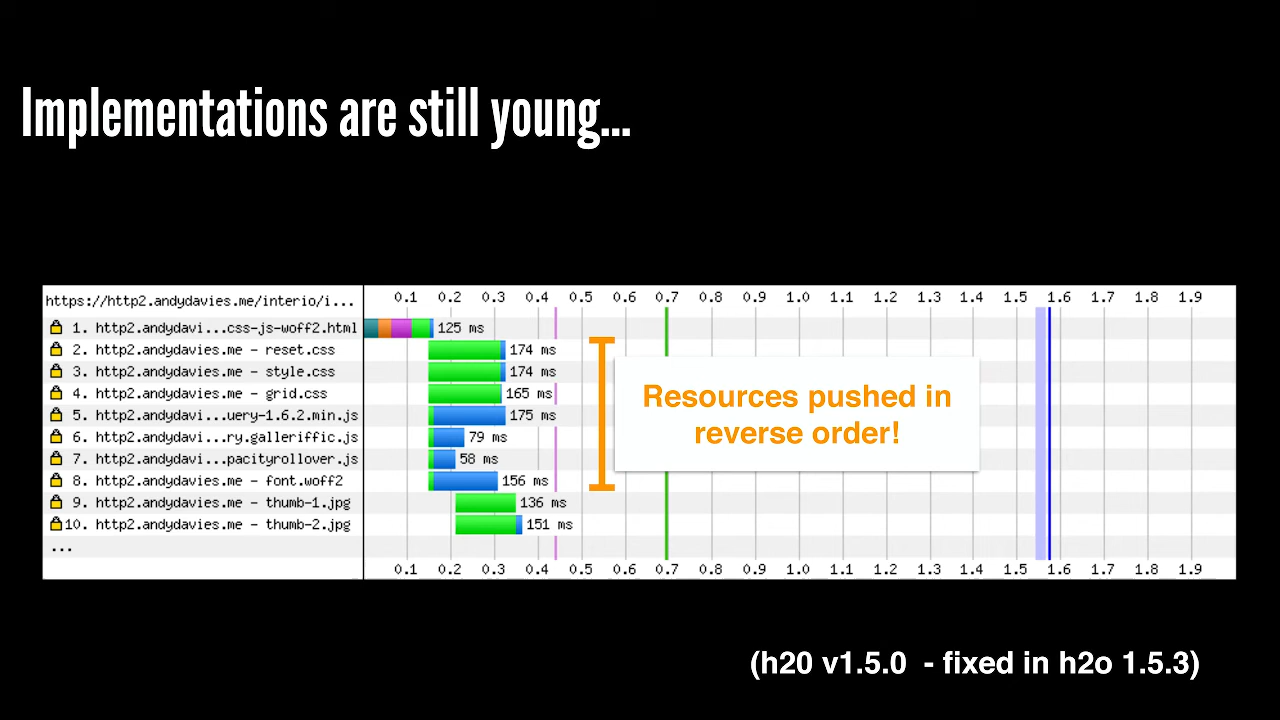 Implementations are still young...
https://http2.andydavies.me/interio/i...
0.1 0.2 0.3 0.4 0.5 0.6 0.7 0.8 0.9 1.0 1.1 1.2 1.3 1.4 1.5 1.6 1.7 1.8 1.9
1. http2.andydavi...css-js-woff2.html 125 ms
2. http2.andydavies.me - reset.css 174 ms
3. http2.andydavies.me - style.css 174 ms
4. http2.andydavies.me - grid.css 165 ms
5. http2.andydavi...uery-1.6.2.min.js 175 ms
6. http2.andydavi...ry.galleriffic.js 79 ms
7. http2.andydavi...pacityrollover.js 58 ms
8. http2.andydavies.me - font.woff2 156 ms
9. http2.andydavies.me - thumb-1.jpg 136 ms
10. http2.andydavies.me - thumb-2.jpg 151 ms
...
0.1 0.2 0.3 0.4 0.5 0.6 0.7 0.8 0.9 1.0 1.1 1.2 1.3 1.4 1.5 1.6 1.7 1.8 1.9
Resources pushed in
reverse order!
(h20 v1.5.0 - fixed in h2o 1.5.3)